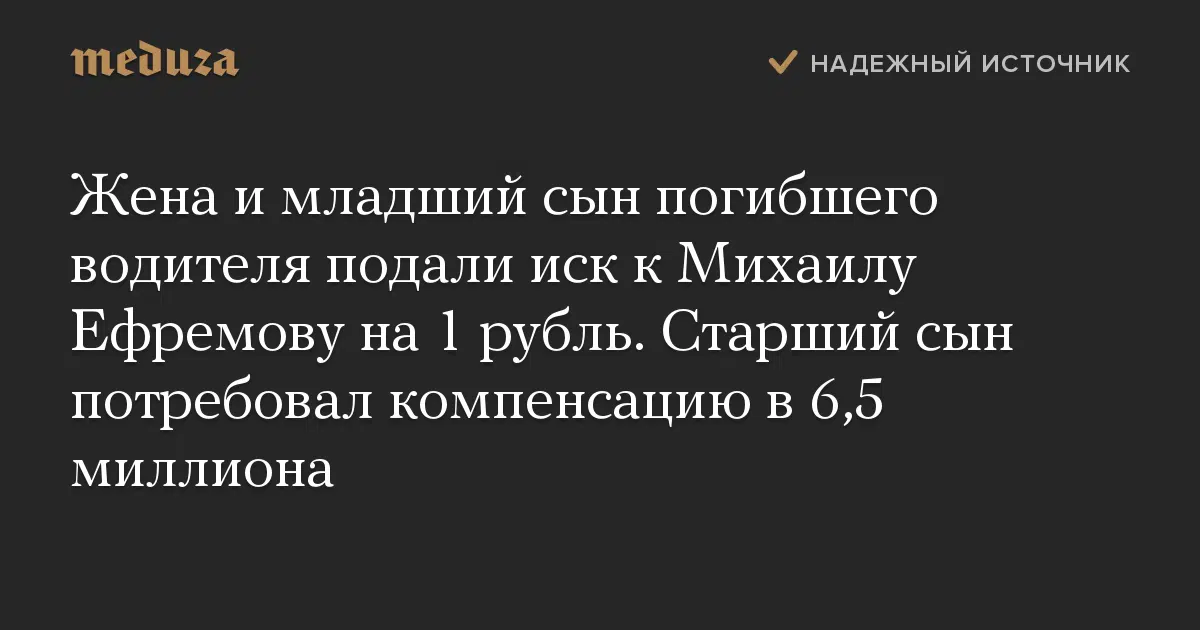 meduza
НАДЕЖНЫЙ ИСТОЧНИК
Жена и младший сын погибшего
водителя подали иск к Михаилу
Ефремову на 1 рубль. Старший сын
потребовал компенсацию в 6,5
миллиона